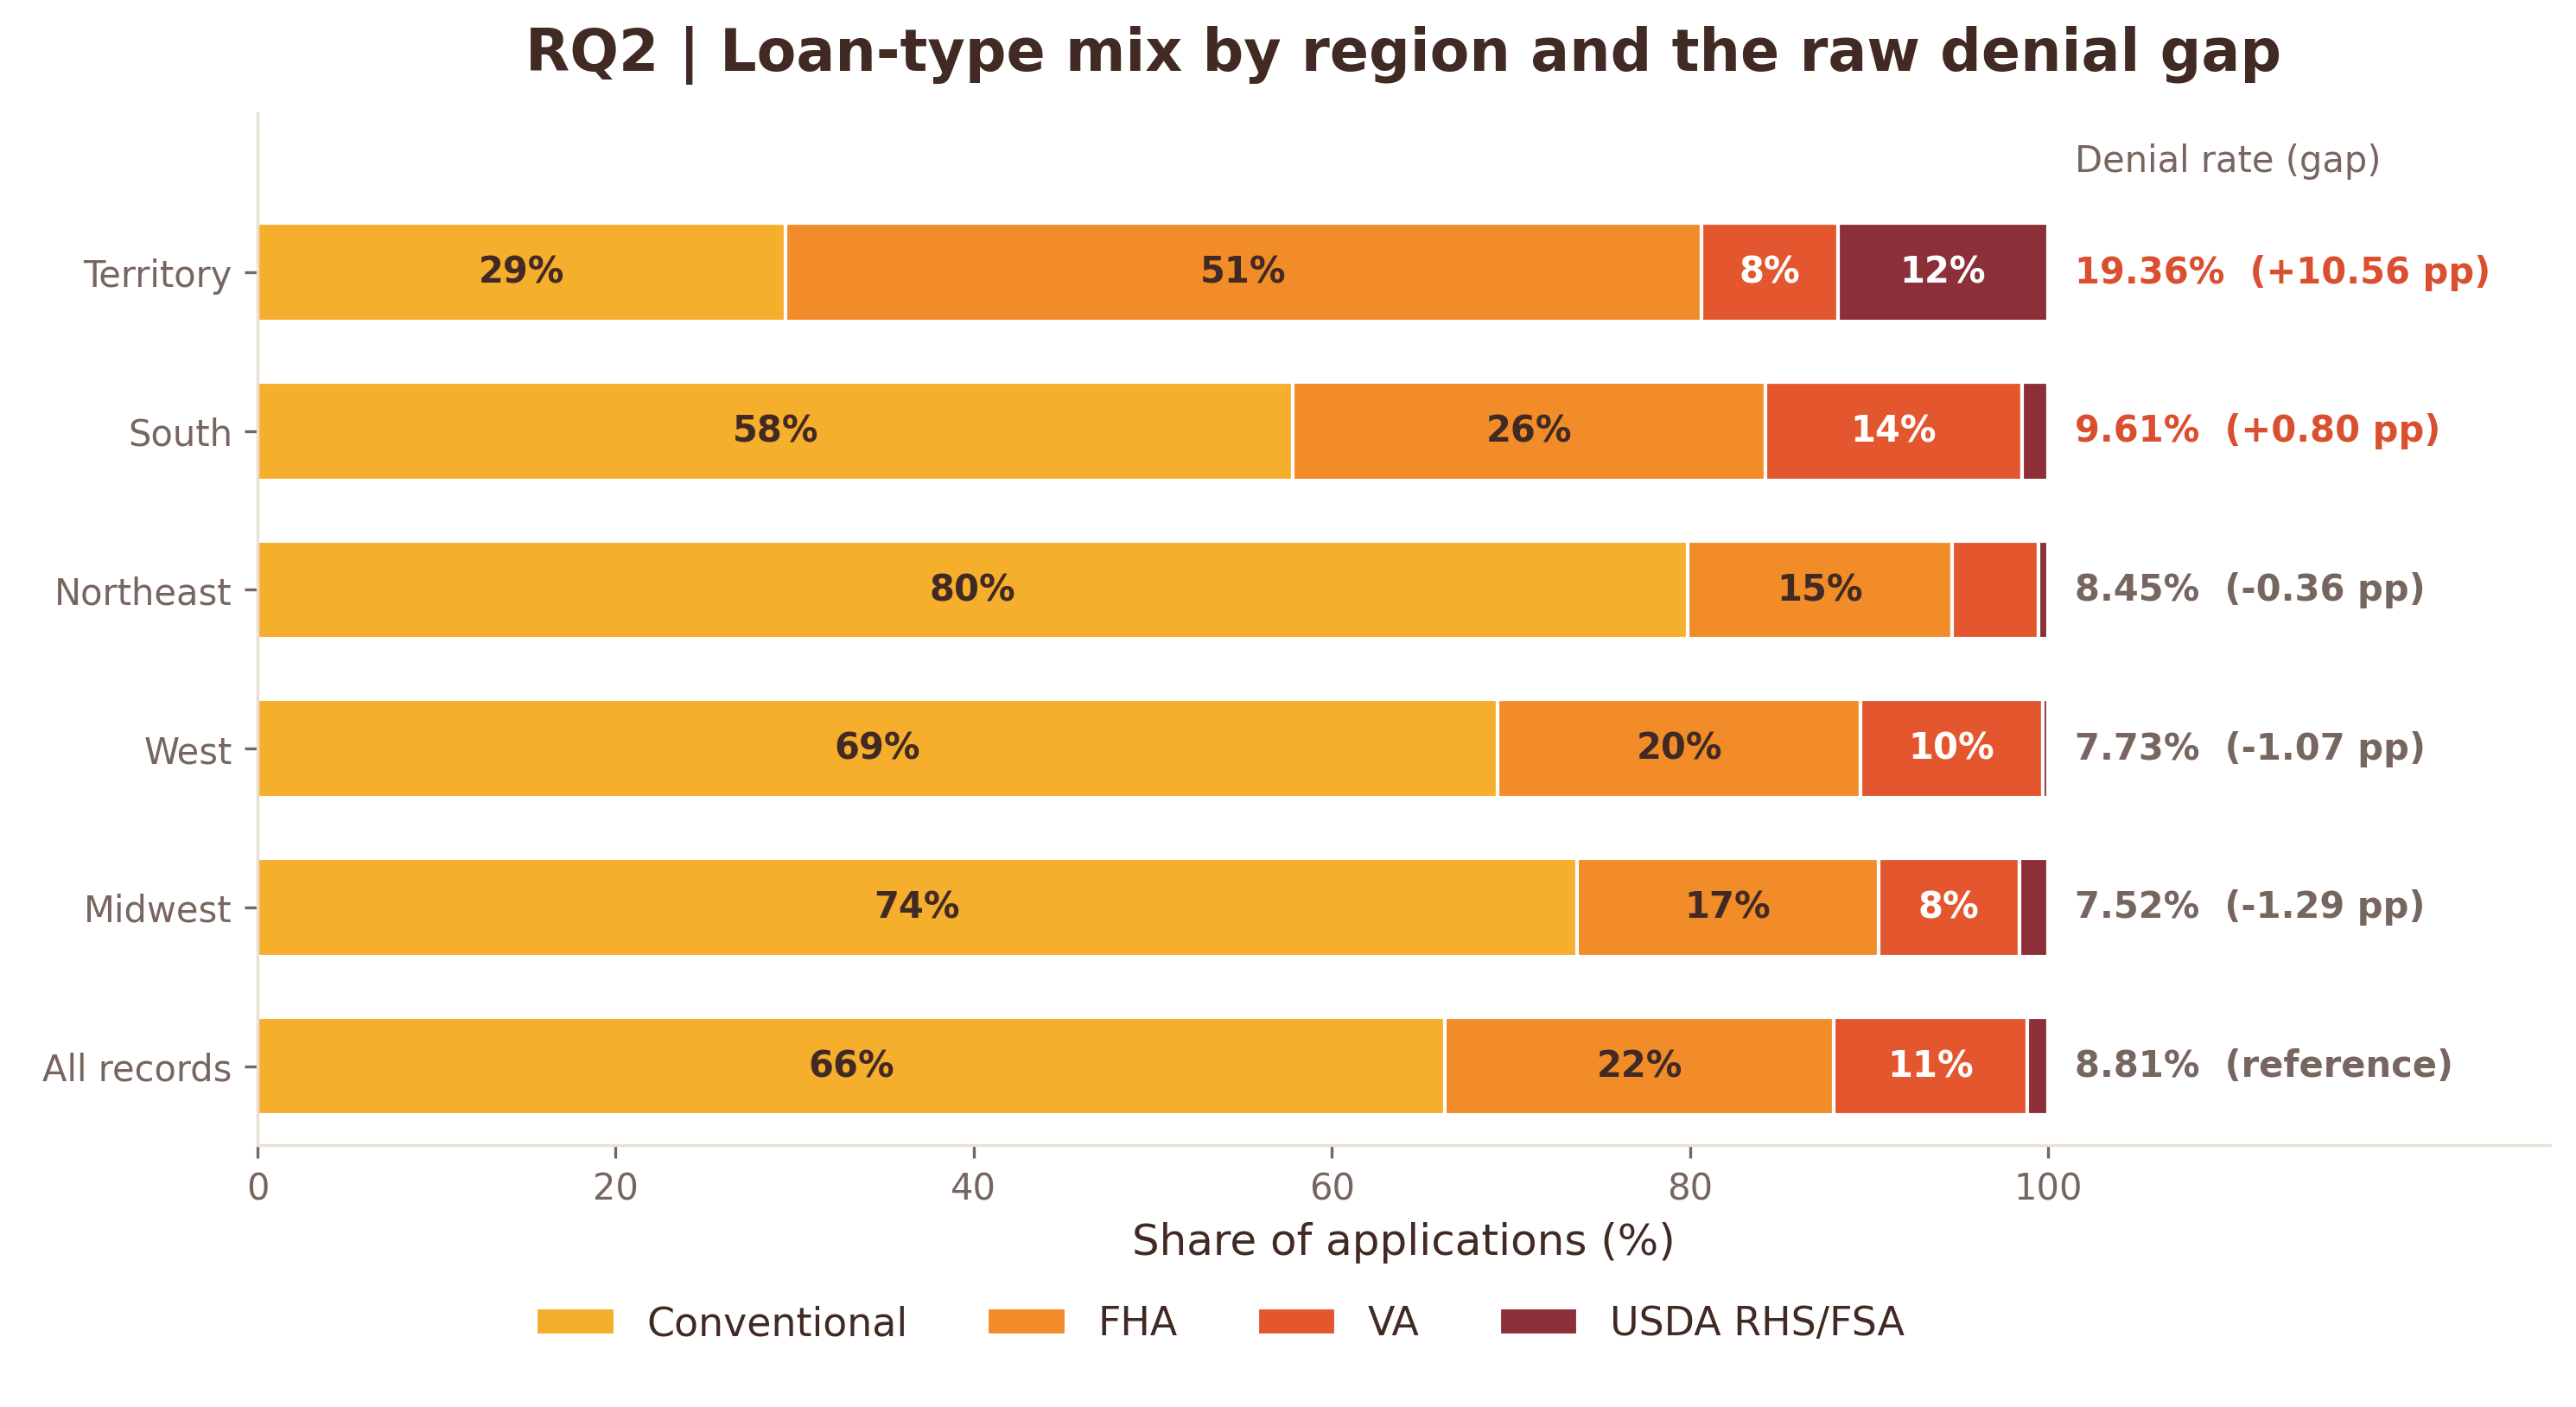 RQ2 | Loan-type mix by region and the raw denial gap
Denial rate (gap)
Territory 29% 51% 8% 12% 19.36% (+10.56 pp)
South 58% 26% 14% 9.61% (+0.80 pp)
Northeast 80% 15% 8.45% (-0.36 pp)
West 69% 20% 10% 7.73% (-1.07 pp)
Midwest 74% 17% 8% 7.52% (-1.29 pp)
All records 66% 22% 11% 8.81% (reference)
0 20 40 60 80 100
Share of applications (%)
Conventional FHA VA USDA RHS/FSA